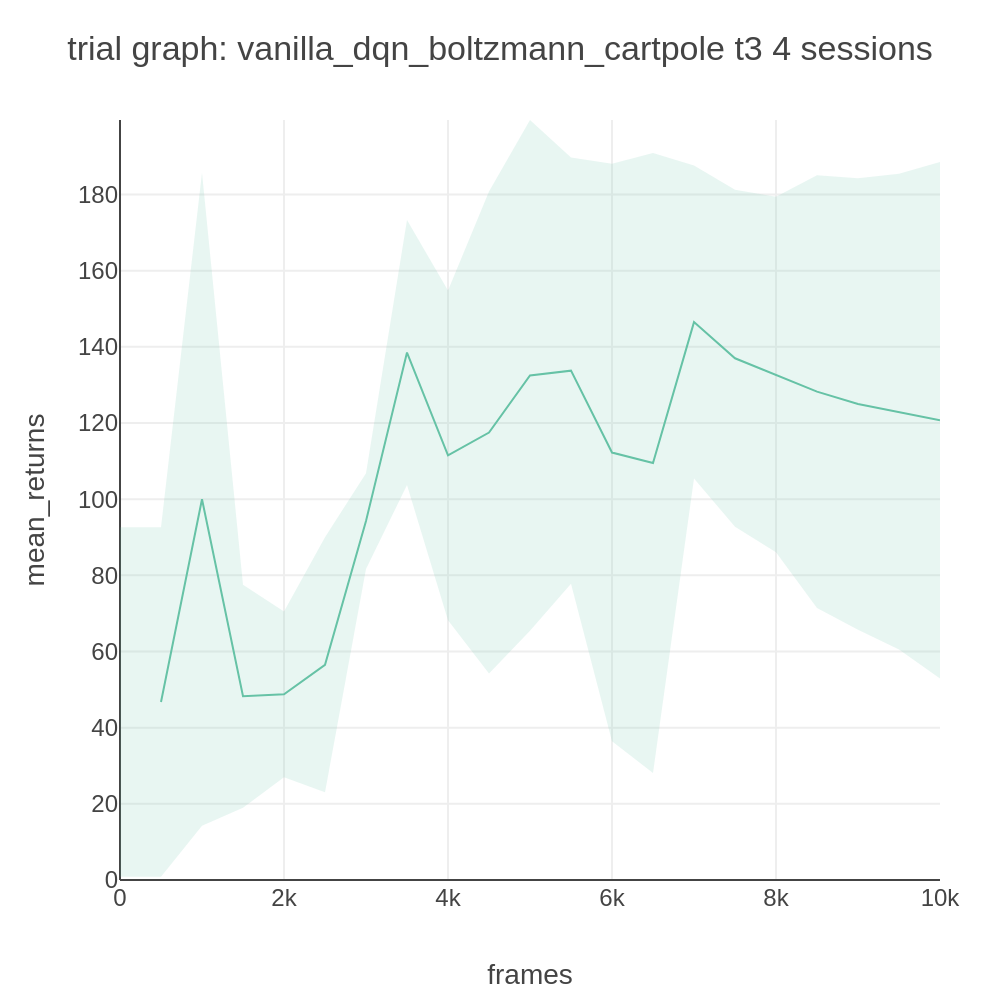 trial graph: vanilla_dqn_boltzmann_cartpole t3 4 sessions
180
160
140
120
100
80
60
40
20
0
mean_returns
0 2k 4k 6k 8k 10k
frames